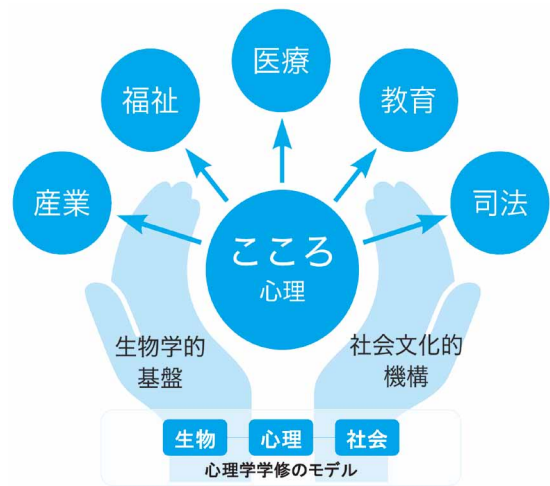 医療
福祉
教育
産業
司法
こころ
心理
生物学的
基盤
社会文化的
機構
生物
心理
社会
心理学学修のモデル